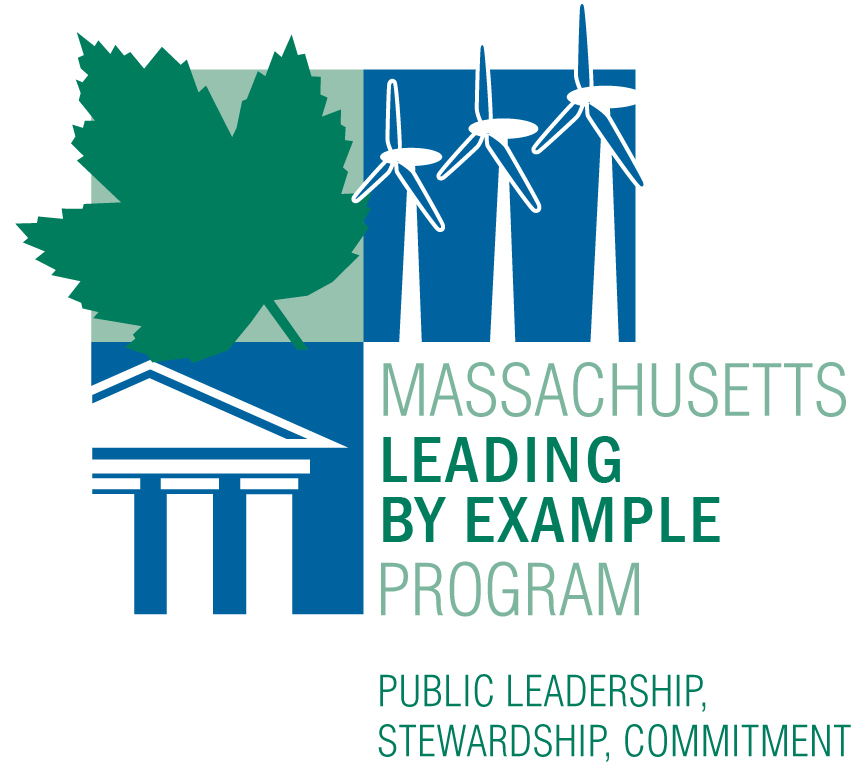 MASSACHUSETTS
LEADING
BY EXAMPLE
PROGRAM
PUBLIC LEADERSHIP,
STEWARDSHIP, COMMITMENT